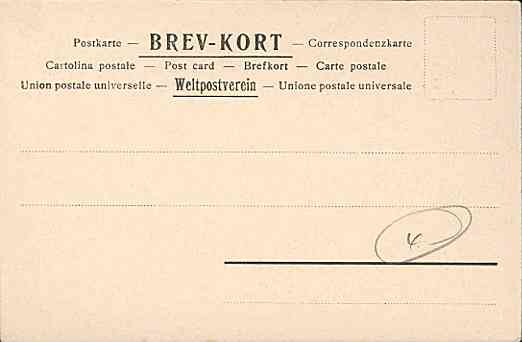 Postkarte — BREV-KORT — Correspondenzkarte
Cartolina postale — Post card — Brefkort — Carte postale
Union postale universelle — Weltpostverein — Unione postale universale
4.